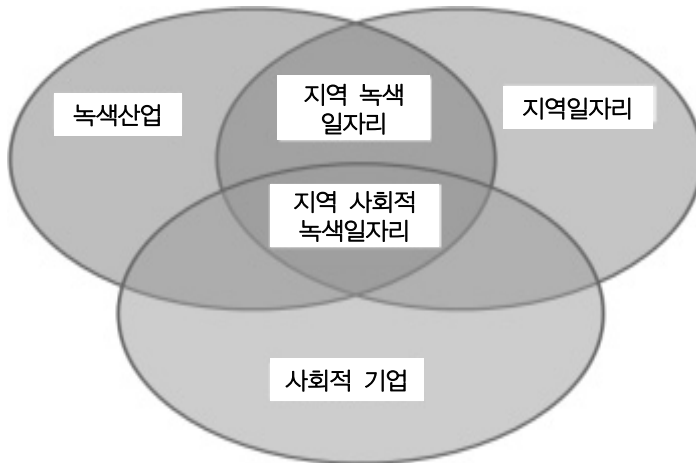 녹색산업
지역 녹색
일자리
지역일자리
지역 사회적
녹색일자리
사회적 기업